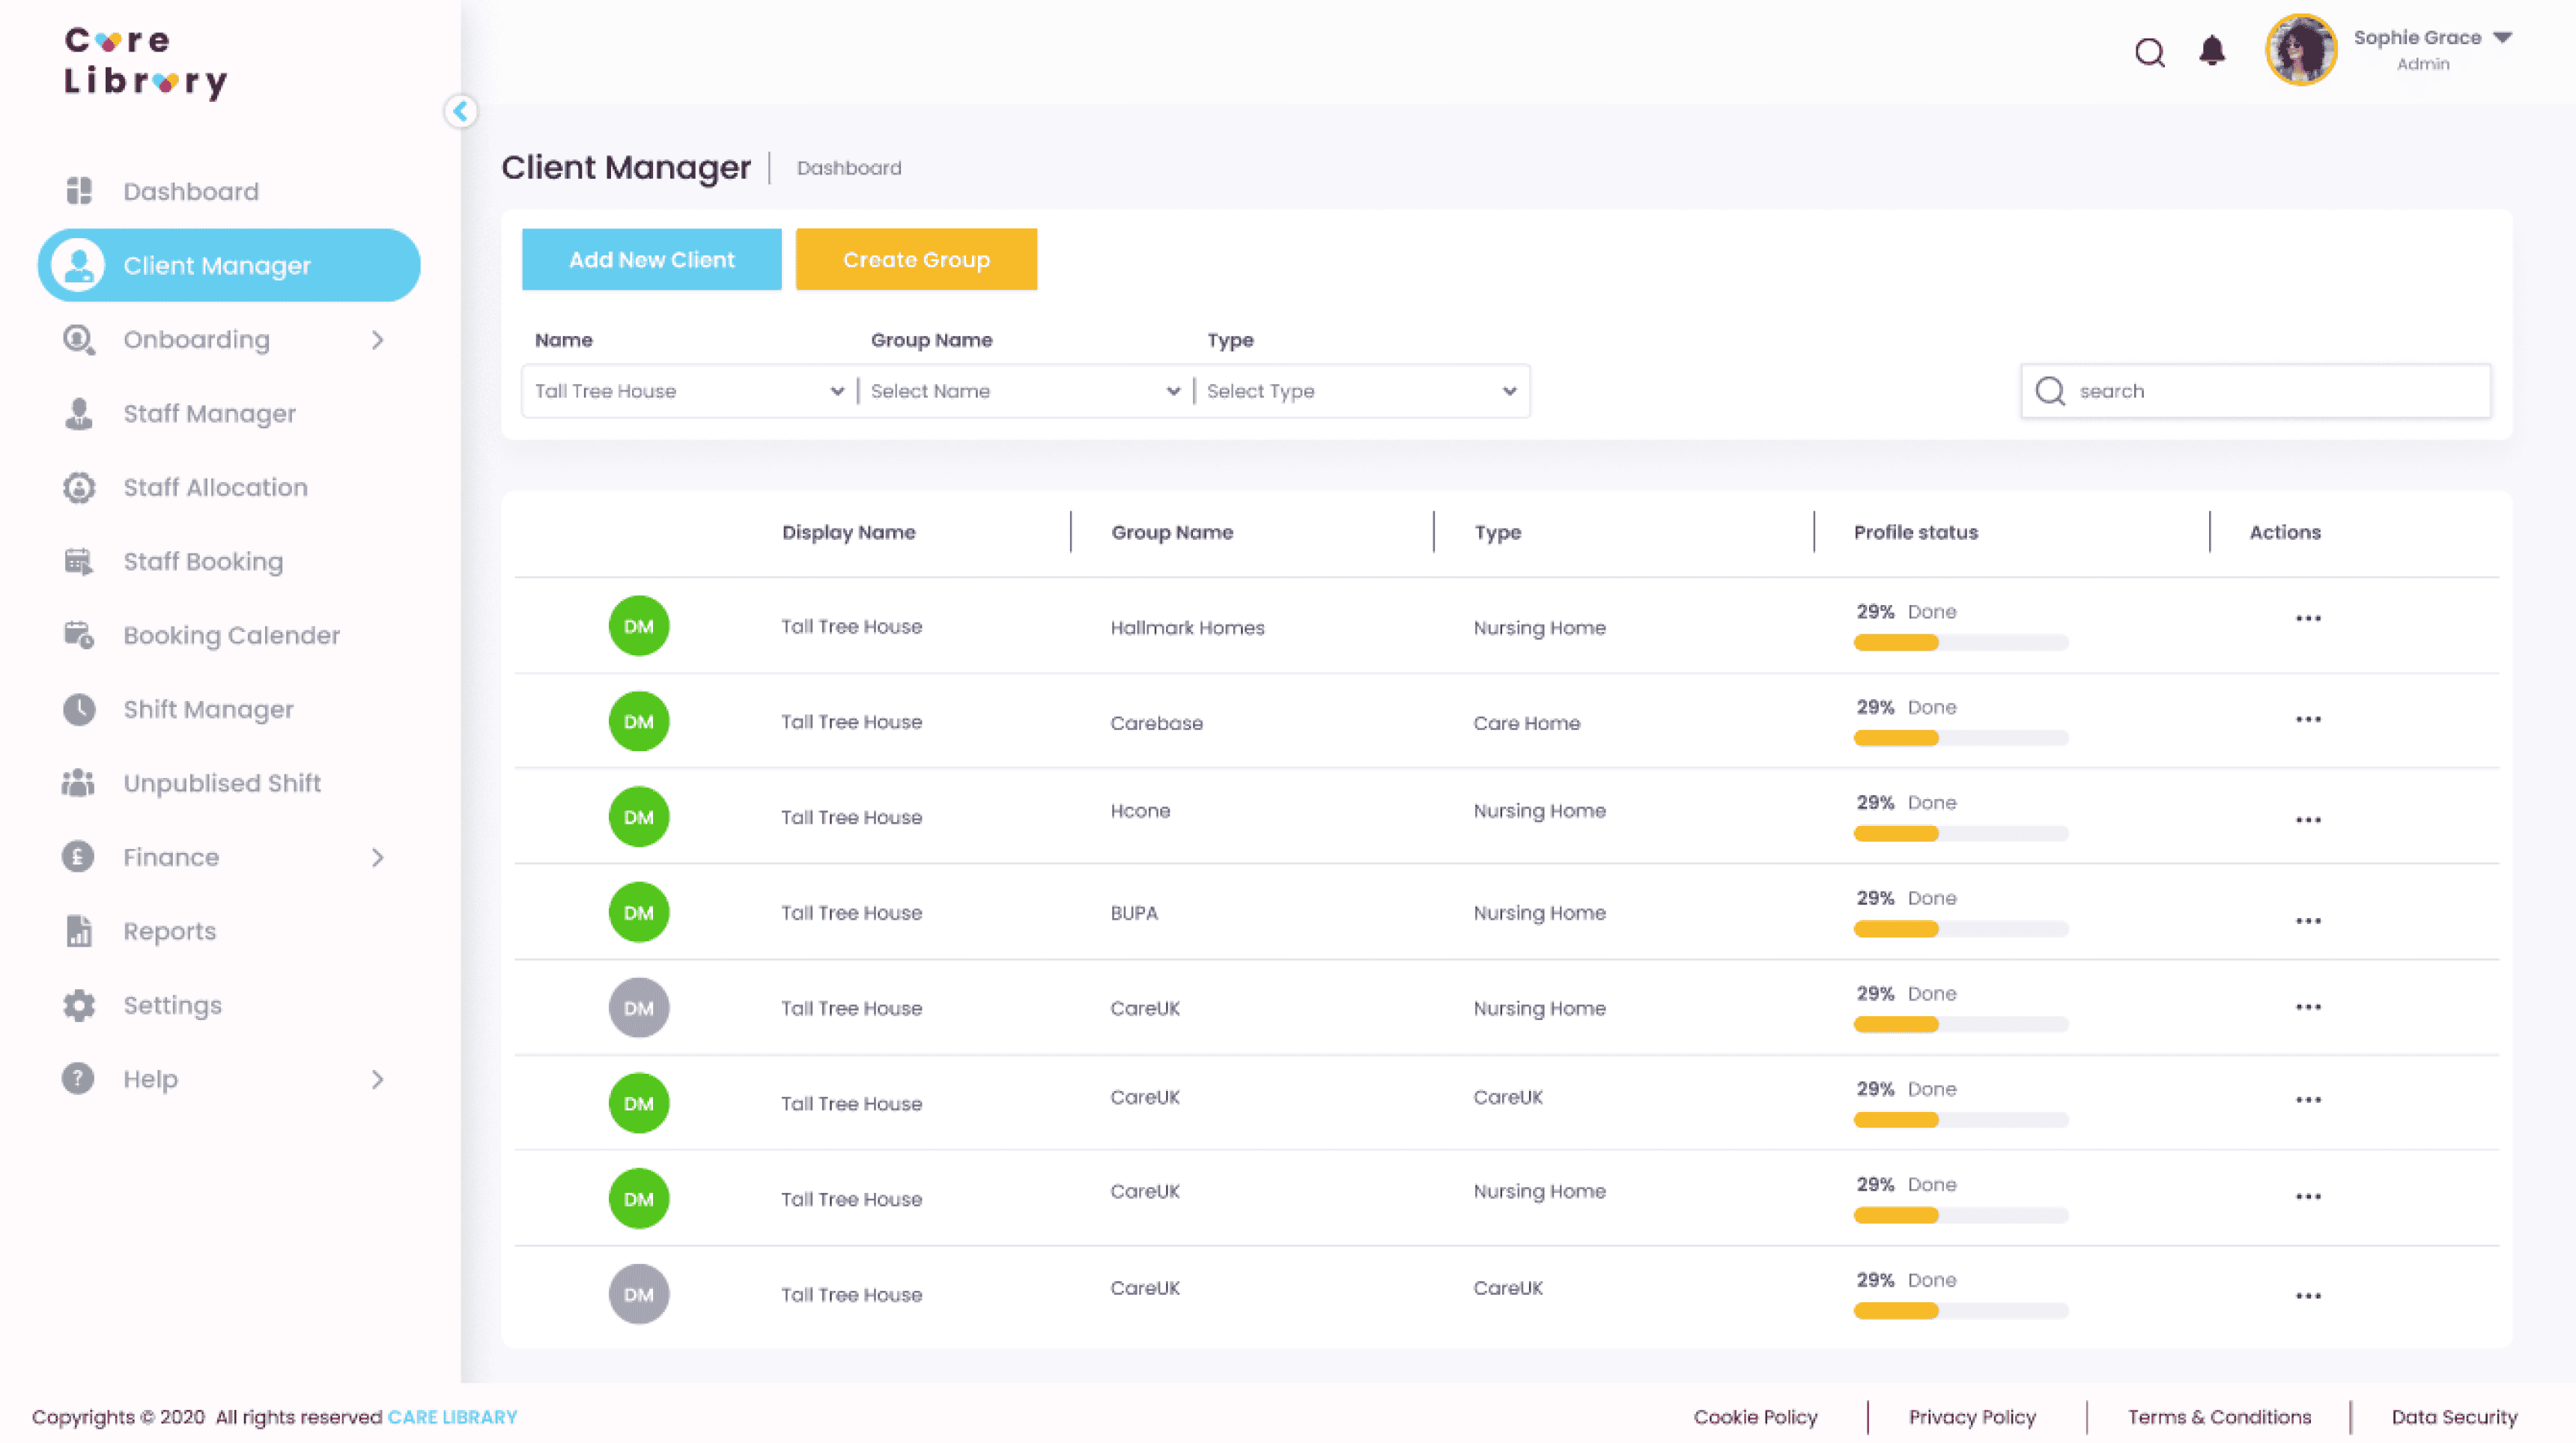 Care
Library
Sophie Grace
Admin
Dashboard
Client Manager
Onboarding
Staff Manager
Staff Allocation
Staff Booking
Booking Calender
Shift Manager
Unpublised Shift
Finance
Reports
Settings
Help
Client Manager Dashboard
Add New Client Create Group
Name Group Name Type
Tall Tree House Select Name Select Type search
Display Name Group Name Type Profile status Actions
DM Tall Tree House Hallmark Homes Nursing Home 29% Done
DM Tall Tree House Carebase Care Home 29% Done
DM Tall Tree House Hcone Nursing Home 29% Done
DM Tall Tree House BUPA Nursing Home 29% Done
DM Tall Tree House CareUK Nursing Home 29% Done
DM Tall Tree House CareUK CareUK 29% Done
DM Tall Tree House CareUK Nursing Home 29% Done
DM Tall Tree House CareUK CareUK 29% Done
Copyrights © 2020 All rights reserved CARE LIBRARY Cookie Policy Privacy Policy Terms & Conditions Data Security